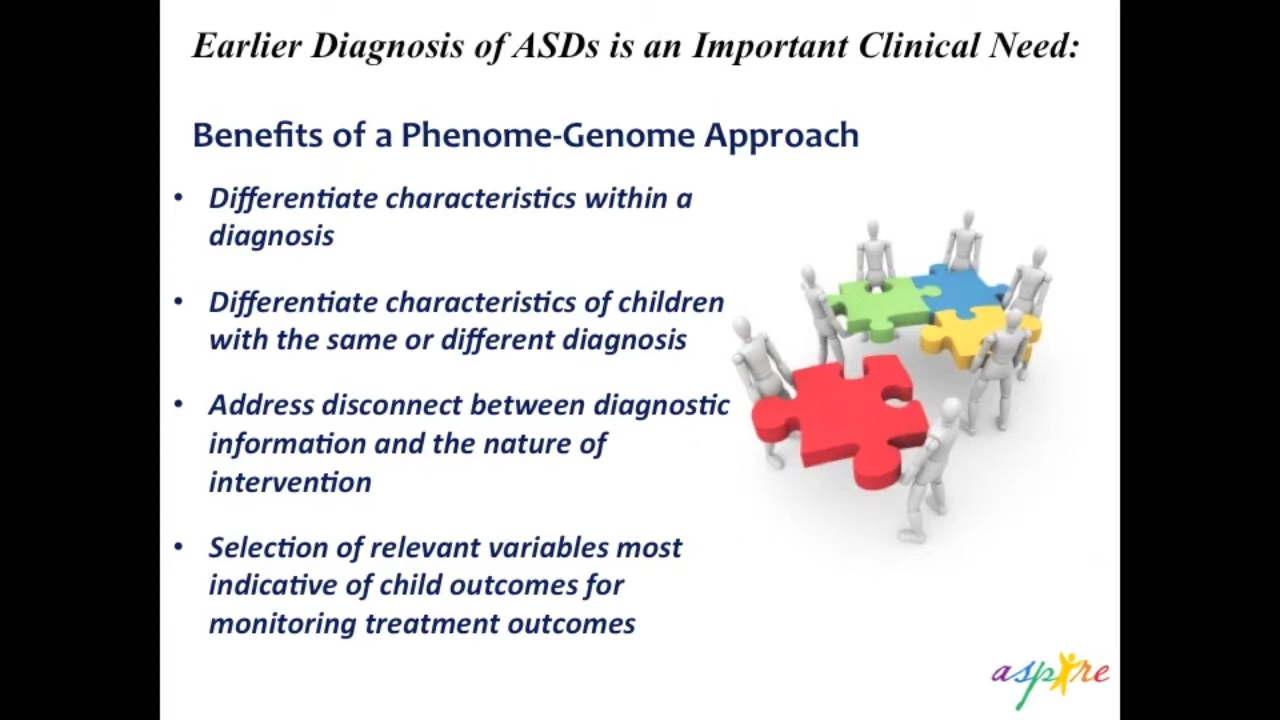 Earlier Diagnosis of ASDs is an Important Clinical Need:
Benefits of a Phenome-Genome Approach
• Differentiate characteristics within a
diagnosis
• Differentiate characteristics of children
with the same or different diagnosis
• Address disconnect between diagnostic
information and the nature of
intervention
• Selection of relevant variables most
indicative of child outcomes for
monitoring treatment outcomes
aspire